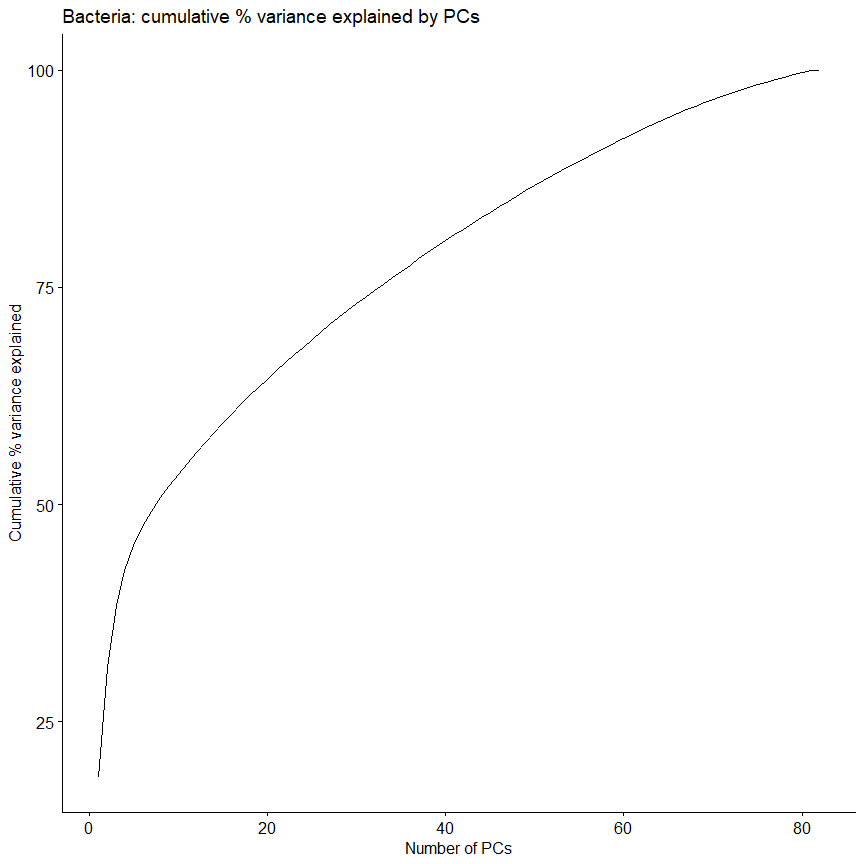 Bacteria: cumulative % variance explained by PCs
100
75
50
25
Cumulative % variance explained
0 20 40 60 80
Number of PCs